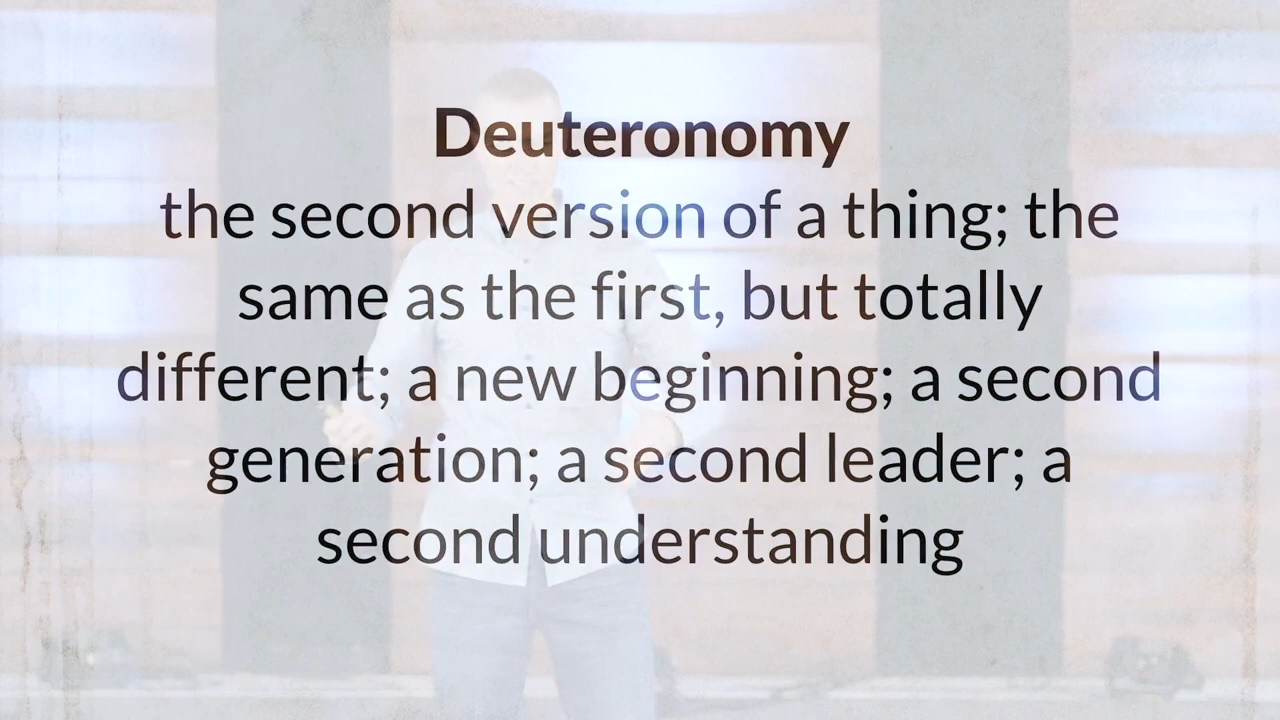 Deuteronomy
the second version of a thing; the
same as the first, but totally
different; a new beginning; a second
generation; a second leader; a
second understanding